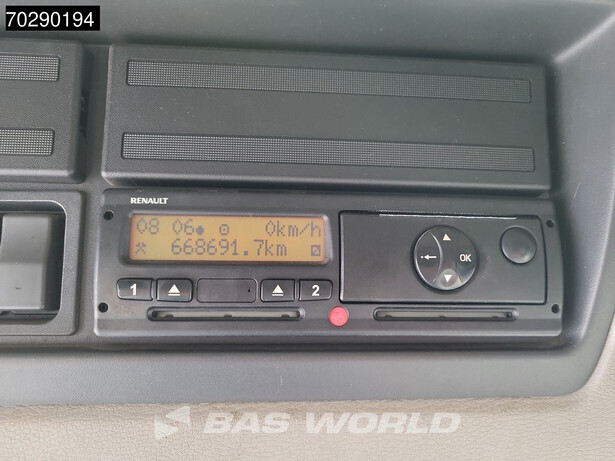 70290194
RENAULT
08 06 0km/h
668691.7km
1 2
OK
BAS WORLD